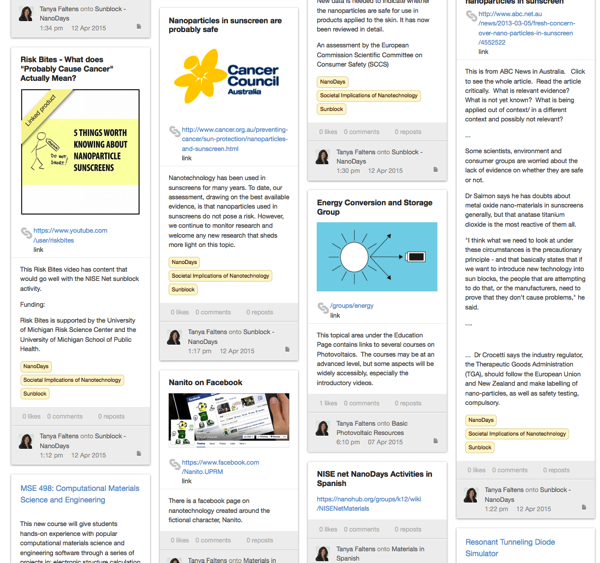 Tanya Faltens onto Sunblock -
NanoDays
1:34 pm 12 Apr 2015
Risk Bites - What does
"Probably Cause Cancer"
Actually Mean?
Linked product
5 THINGS WORTH
KNOWING ABOUT
NANOPARTICLE
SUNSCREENS
https://www.youtube.com
/user/riskbites
link
This Risk Bites video has content that
would go well with the NISE Net sunblock
activity.
Funding:
Risk Bites is supported by the University
of Michigan Risk Science Center and the
University of Michigan School of Public
Health.
NanoDays
Societal Implications of Nanotechnology
Sunblock
0 likes 0 comments 0 reposts
Tanya Faltens onto Sunblock -
NanoDays
1:12 pm 12 Apr 2015
MSE 498: Computational Materials
Science and Engineering
This new course will give students
hands-on experience with popular
computational materials science and
engineering software through a series of
projects in: electronic structure calculation
Nanoparticles in sunscreen are
probably safe
Cancer
Council
Australia
http://www.cancer.org.au/preventing-
cancer/sun-protection/nanoparticles-
and-sunscreen.html
link
Nanotechnology has been used in
sunscreens for many years. To date, our
assessment, drawing on the best available
evidence, is that nanoparticles used in
sunscreens do not pose a risk. However,
we continue to monitor research and
welcome any new research that sheds
more light on this topic.
NanoDays
Societal Implications of Nanotechnology
Sunblock
0 likes 0 comments 0 reposts
Tanya Faltens onto Sunblock -
NanoDays
1:17 pm 12 Apr 2015
Nanito on Facebook
https://www.facebook.com
/Nanito.UPRM
link
There is a facebook page on
nanotechnology created around the
fictional character, Nanito.
0 likes 0 comments 0 reposts
Tanya Faltens onto Materials in
New data is needed to indicate whether
the nanoparticles are safe for use in
products applied to the skin. It has now
been reviewed in detail.
An assessment by the European
Commission Scientific Committee on
Consumer Safety (SCCS)
NanoDays
Societal Implications of Nanotechnology
Sunblock
0 likes 0 comments 0 reposts
Tanya Faltens onto Sunblock -
NanoDays
1:30 pm 12 Apr 2015
Energy Conversion and Storage
Group
/groups/energy
link
This topical area under the Education
Page contains links to several courses on
Photovoltaics. The courses may be at an
advanced level, but some aspects will be
widely accessibly, especially the
introductory videos.
1 likes 0 comments 0 reposts
Tanya Faltens onto Basic
Photovoltaic Resources
6:10 pm 07 Apr 2015
NISE net NanoDays Activities in
Spanish
https://nanohub.org/groups/k12/wiki
/NISENetMaterials
0 likes 0 comments 0 reposts
Tanya Faltens onto Materials in
Spanish
nanoparticles in sunscreen
http://www.abc.net.au
/news/2013-03-05/fresh-concern-
over-nano-particles-in-sunscreen
/4552522
link
This is from ABC News in Australia. Click
to see the whole article. Read the article
critically. What is relevant evidence?
What is not yet known? What is being
applied out of context/ in a different
context and possibly not relevant?
...
Some scientists, environment and
consumer groups are worried about the
lack of evidence on whether they are safe
or not.
Dr Salmon says he has doubts about
metal oxide nano-materials in sunscreens
generally, but that anatase titanium
dioxide is the most reactive of them all.
"I think what we need to look at under
these circumstances is the precautionary
principle - and that basically states that if
we want to introduce new technology into
sun blocks, the people that are attempting
to do that, or the manufacturers, need to
prove that they don't cause problems," he
said.
....
... Dr Crocetti says the industry regulator,
the Therapeutic Goods Administration
(TGA), should follow the European Union
and New Zealand and make labelling of
nano-particles, as well as safety testing,
compulsory.
NanoDays
Societal Implications of Nanotechnology
Sunblock
0 likes 0 comments 0 reposts
Tanya Faltens onto Sunblock -
NanoDays
1:22 pm 12 Apr 2015
Resonant Tunneling Diode
Simulator